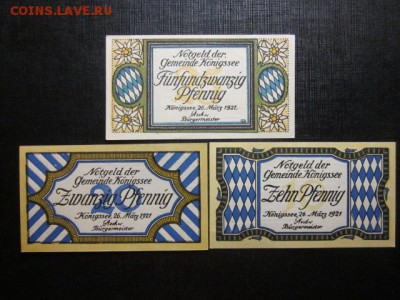 COINS.LAVE.RU
Notgeld der
Gemeinde Königssee
Fünfundzwanzig
Pfennig
Königssee, 26. März 1921.
Bürgermeister
Notgeld der
Gemeinde Königssee
Zwanzig Pfennig
Königssee, 26. März 1921
Bürgermeister
Notgeld der
Gemeinde Königssee
Zehn Pfennig
Königssee, 26. März 1921
Bürgermeister